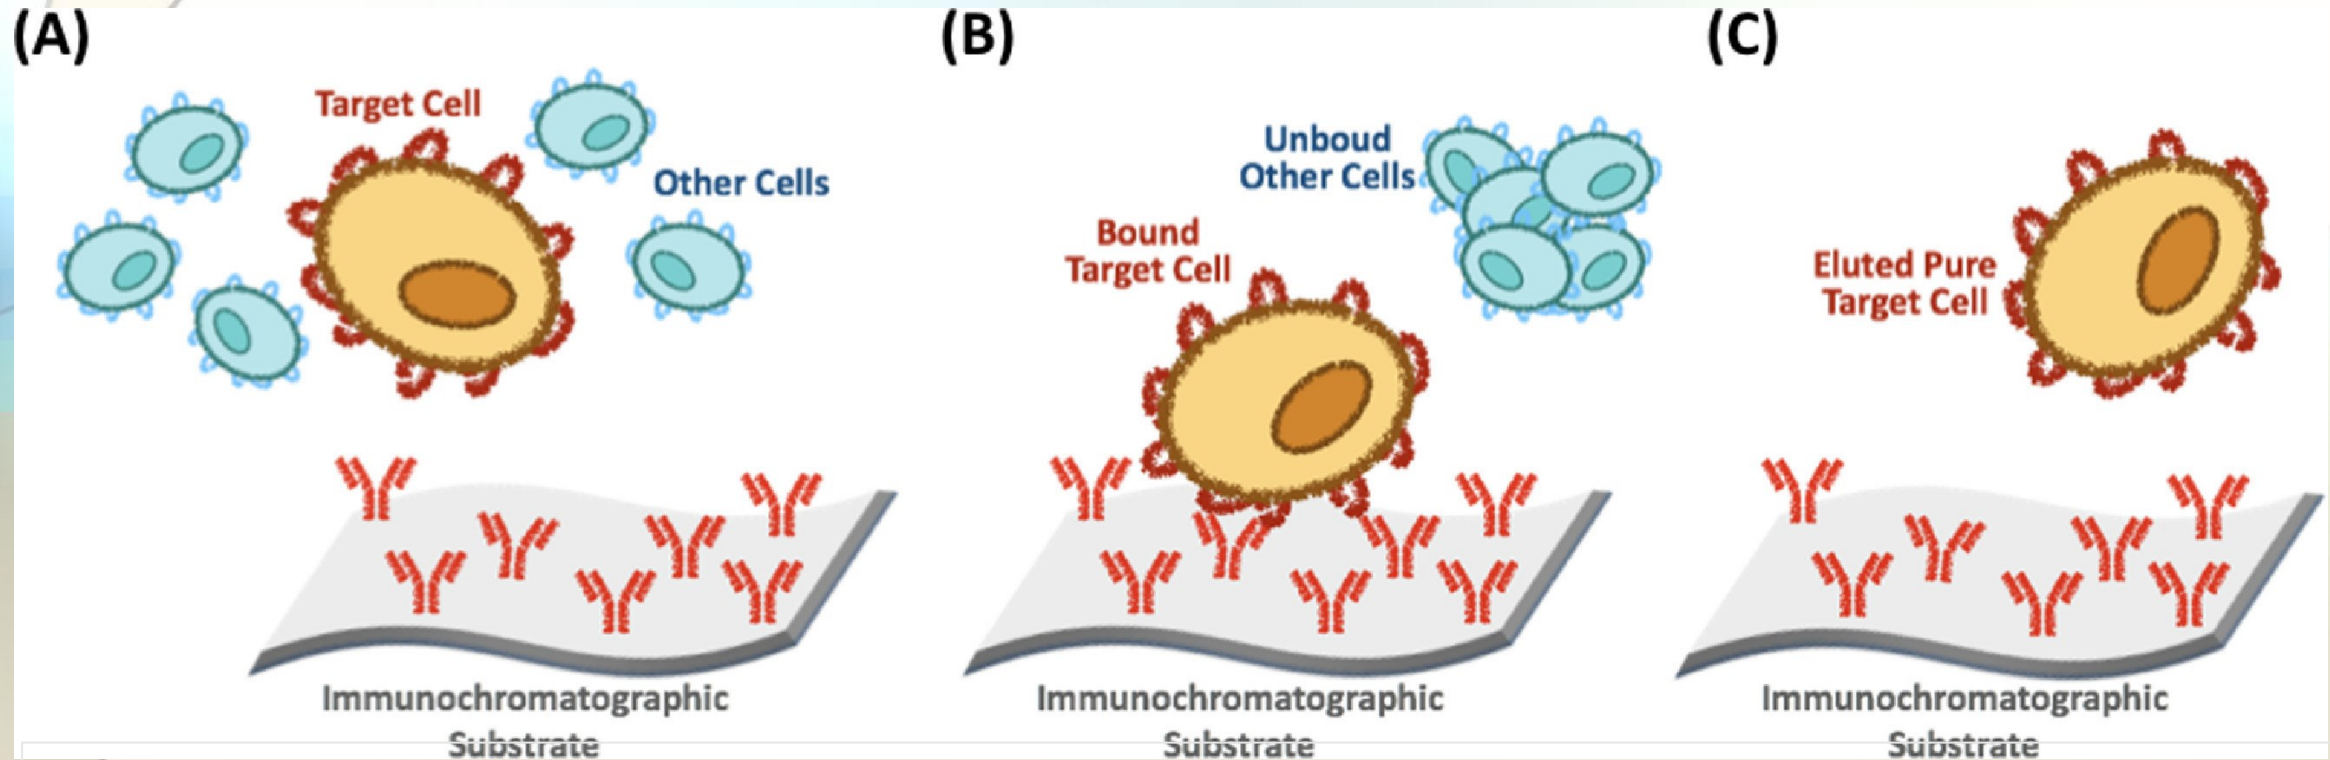 (A)
Target Cell
Other Cells
Immunochromatographic
Substrate
(B)
Unboud
Other Cells
Bound
Target Cell
Immunochromatographic
Substrate
(C)
Eluted Pure
Target Cell
Immunochromatographic
Substrate